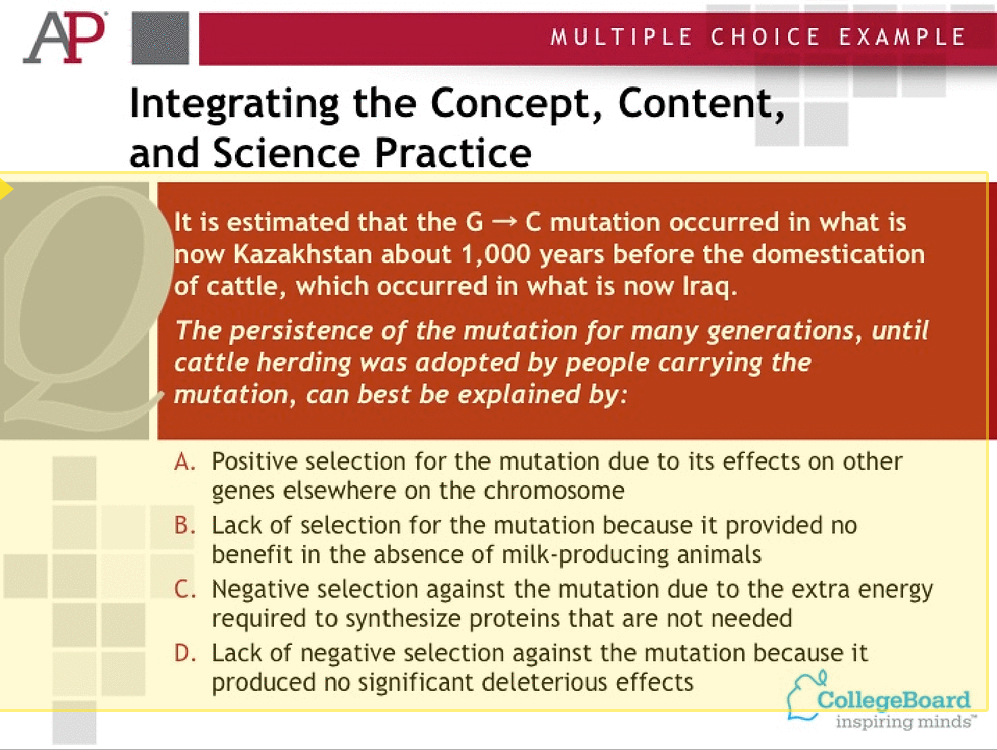 AP
MULTIPLE CHOICE EXAMPLE
Integrating the Concept, Content,
and Science Practice
Q
It is estimated that the G → C mutation occurred in what is
now Kazakhstan about 1,000 years before the domestication
of cattle, which occurred in what is now Iraq.
The persistence of the mutation for many generations, until
cattle herding was adopted by people carrying the
mutation, can best be explained by:
A. Positive selection for the mutation due to its effects on other
genes elsewhere on the chromosome
B. Lack of selection for the mutation because it provided no
benefit in the absence of milk-producing animals
C. Negative selection against the mutation due to the extra energy
required to synthesize proteins that are not needed
D. Lack of negative selection against the mutation because it
produced no significant deleterious effects
CollegeBoard
inspiring minds™